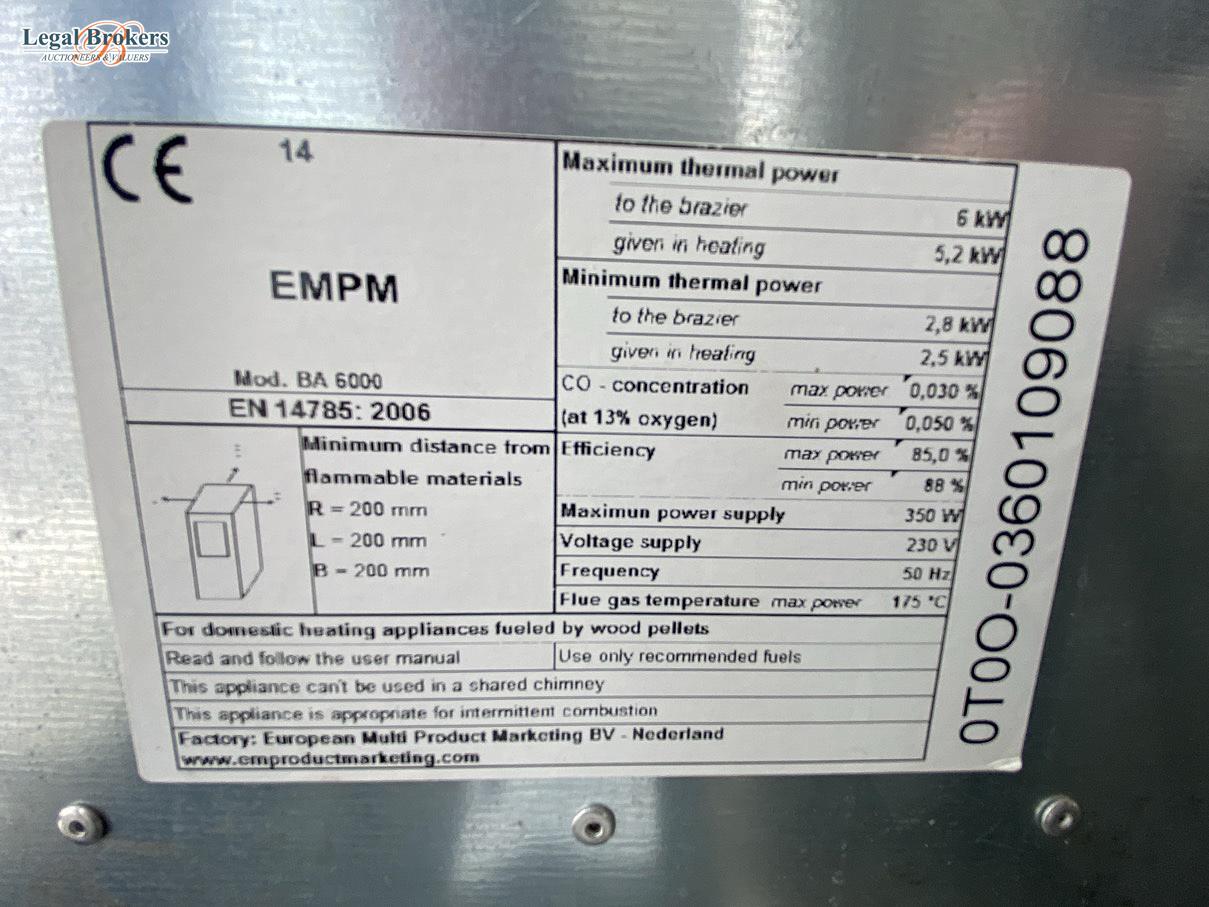 Legal Brokers
AUCTIONEERS & VALUERS
CE 14
EMPM
Mod. BA 6000
EN 14785: 2006
Minimum distance from
flammable materials
R = 200 mm
L = 200 mm
B = 200 mm
Maximum thermal power
to the brazier 6 kW
given in heating 5,2 kW
Minimum thermal power
to the brazier 2,8 kW
given in heating 2,5 kW
CO - concentration max power 0,030 %
(at 13% oxygen) min power 0,050 %
Efficiency max power 85,0 %
min power 88 %
Maximun power supply 350 W
Voltage supply 230 V
Frequency 50 Hz
Flue gas temperature max power 175 °C
For domestic heating appliances fueled by wood pellets
Read and follow the user manual Use only recommended fuels
This appliance can't be used in a shared chimney
This appliance is appropriate for intermittent combustion
Factory: European Multi Product Marketing BV - Nederland
www.emproductmarketing.com
0T0O-0360109088